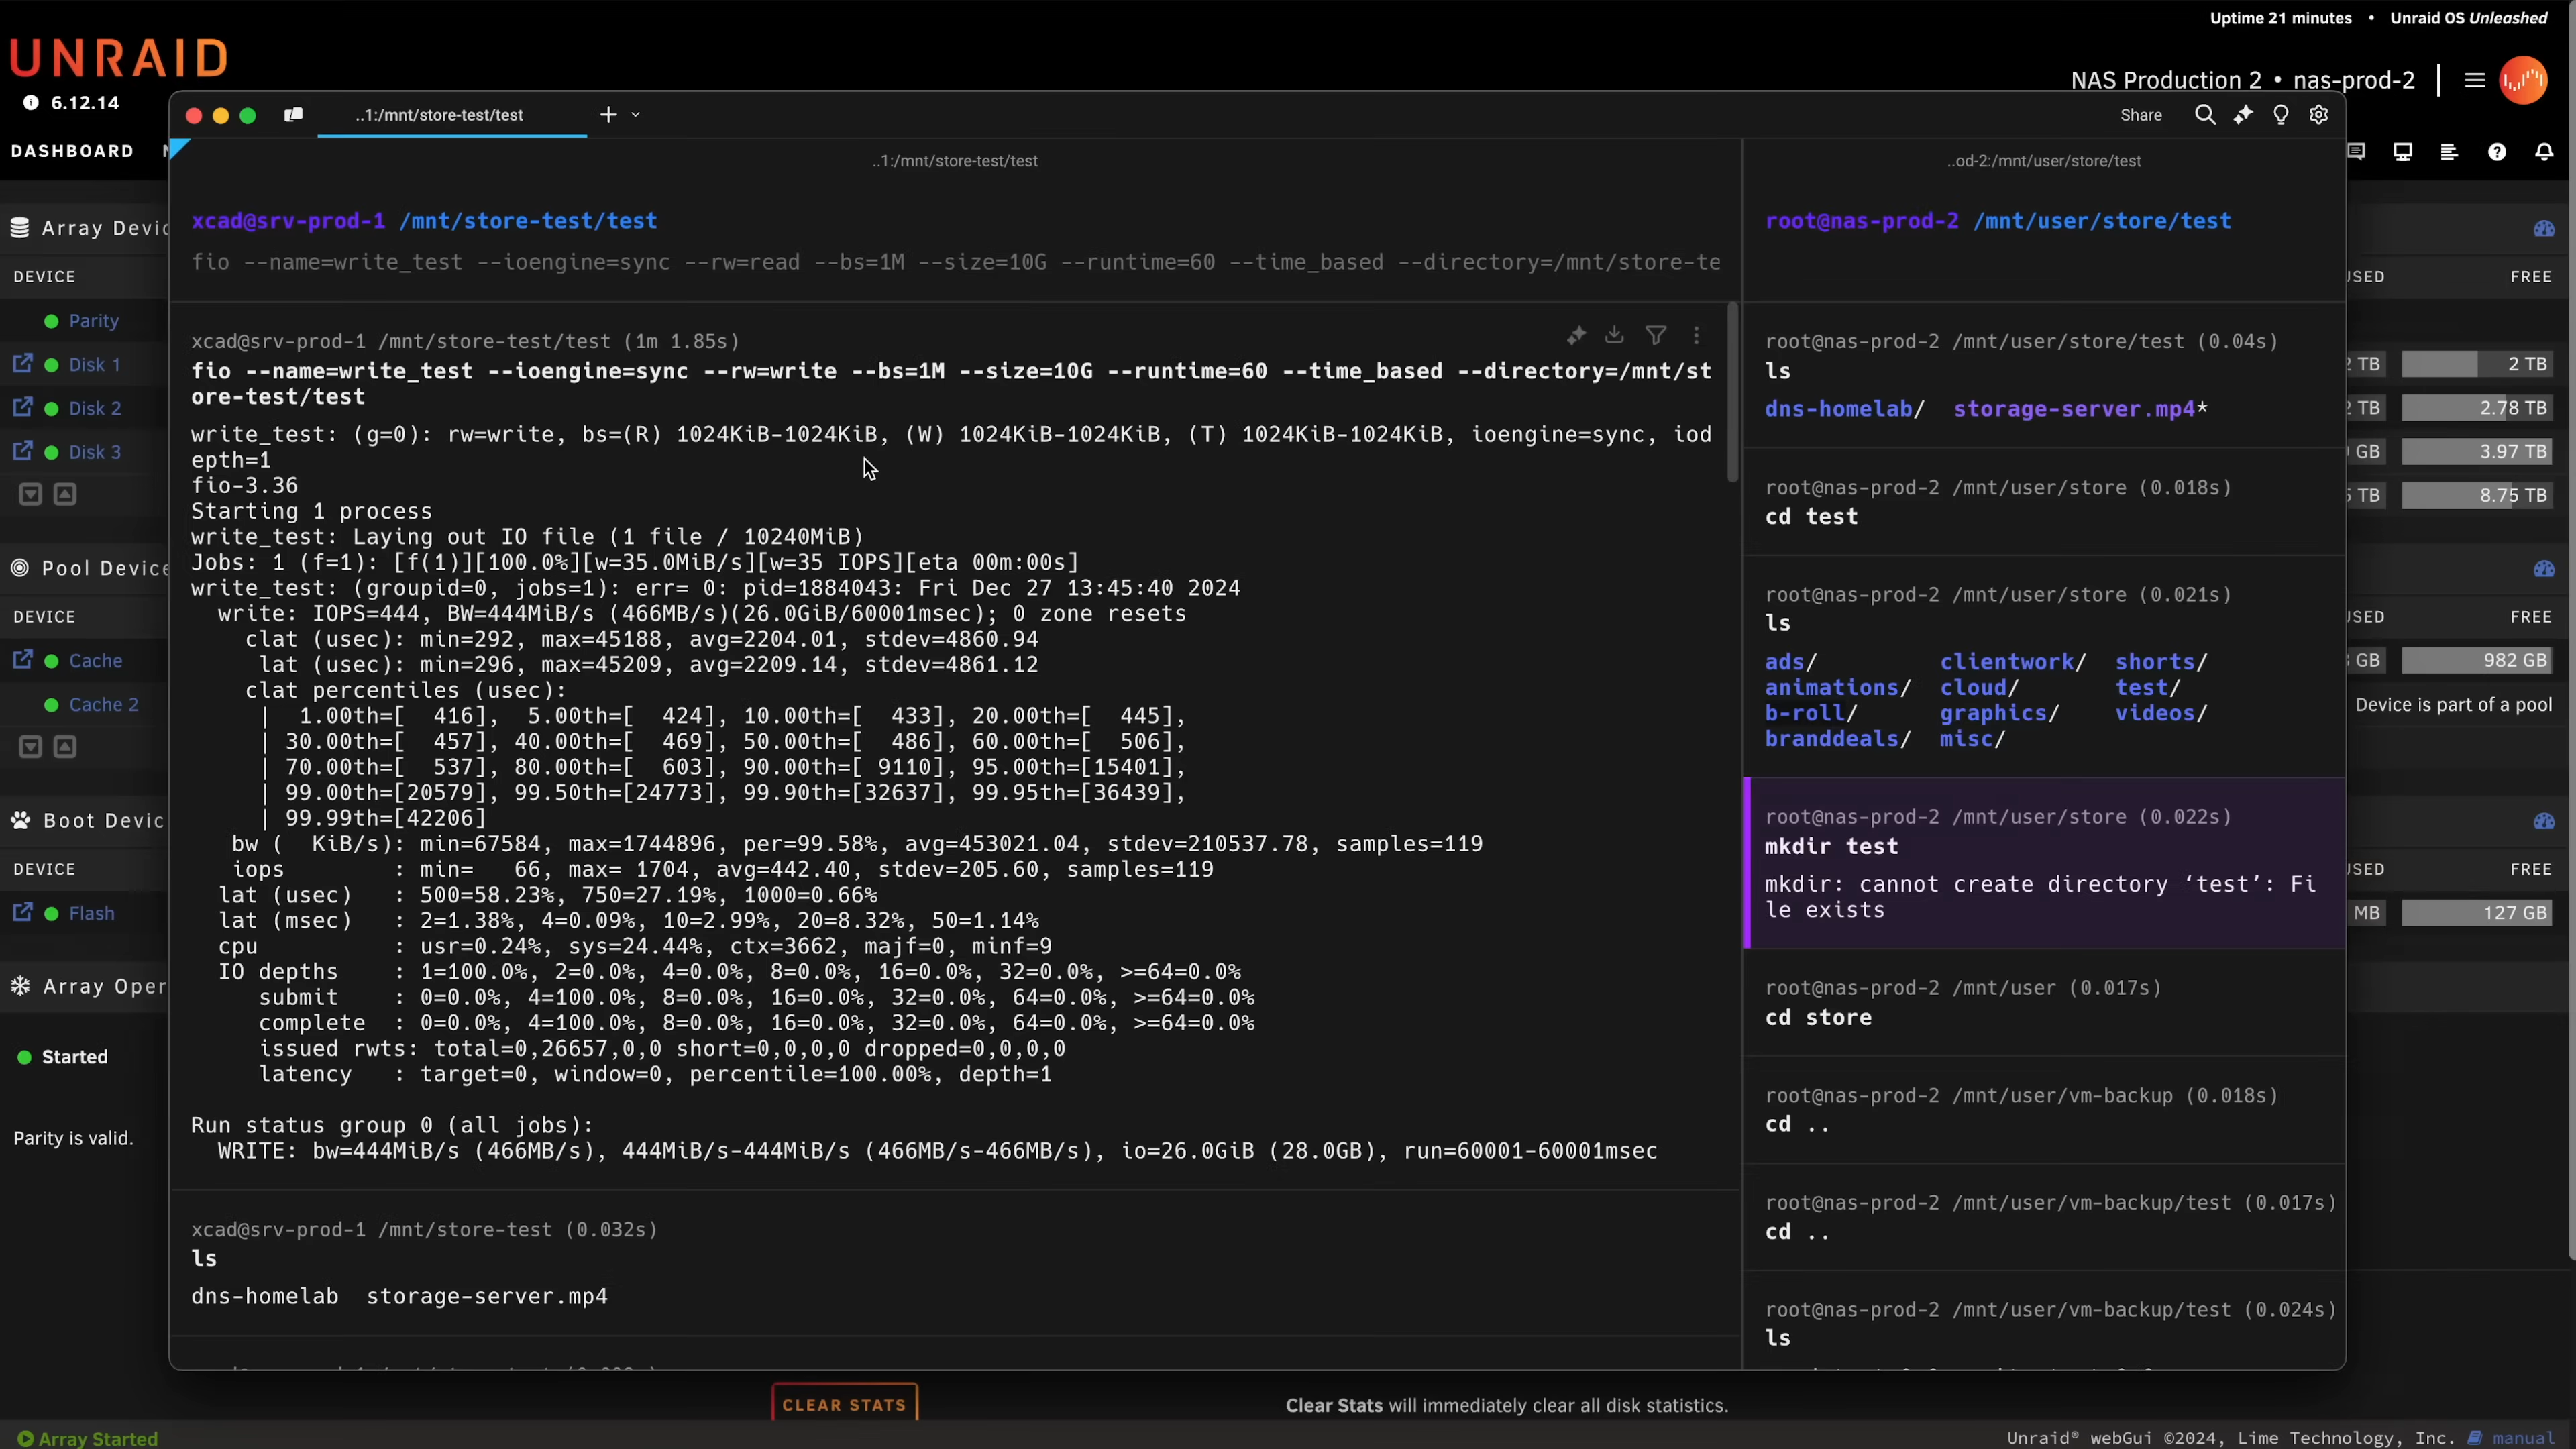 Uptime 21 minutes • Unraid OS Unleashed
UNRAID
6.12.14
NAS Production 2 • nas-prod-2
DASHBOARD
..1:/mnt/store-test/test
Share
..1:/mnt/store-test/test
..od-2:/mnt/user/store/test
Array Devic
DEVICE
Parity
Disk 1
Disk 2
Disk 3
Pool Device
DEVICE
Cache
Cache 2
Boot Devic
DEVICE
Flash
Array Oper
Started
Parity is valid.
xcad@srv-prod-1 /mnt/store-test/test
fio --name=write_test --ioengine=sync --rw=read --bs=1M --size=10G --runtime=60 --time_based --directory=/mnt/store-te
xcad@srv-prod-1 /mnt/store-test/test (1m 1.85s)
fio --name=write_test --ioengine=sync --rw=write --bs=1M --size=10G --runtime=60 --time_based --directory=/mnt/st
ore-test/test
write_test: (g=0): rw=write, bs=(R) 1024KiB-1024KiB, (W) 1024KiB-1024KiB, (T) 1024KiB-1024KiB, ioengine=sync, iod
epth=1
fio-3.36
Starting 1 process
write_test: Laying out IO file (1 file / 10240MiB)
Jobs: 1 (f=1): [f(1)][100.0%][w=35.0MiB/s][w=35 IOPS][eta 00m:00s]
write_test: (groupid=0, jobs=1): err= 0: pid=1884043: Fri Dec 27 13:45:40 2024
write: IOPS=444, BW=444MiB/s (466MB/s)(26.0GiB/60001msec); 0 zone resets
clat (usec): min=292, max=45188, avg=2204.01, stdev=4860.94
lat (usec): min=296, max=45209, avg=2209.14, stdev=4861.12
clat percentiles (usec):
| 1.00th=[ 416], 5.00th=[ 424], 10.00th=[ 433], 20.00th=[ 445],
| 30.00th=[ 457], 40.00th=[ 469], 50.00th=[ 486], 60.00th=[ 506],
| 70.00th=[ 537], 80.00th=[ 603], 90.00th=[ 9110], 95.00th=[15401],
| 99.00th=[20579], 99.50th=[24773], 99.90th=[32637], 99.95th=[36439],
| 99.99th=[42206]
bw ( KiB/s): min=67584, max=1744896, per=99.58%, avg=453021.04, stdev=210537.78, samples=119
iops : min= 66, max= 1704, avg=442.40, stdev=205.60, samples=119
lat (usec) : 500=58.23%, 750=27.19%, 1000=0.66%
lat (msec) : 2=1.38%, 4=0.09%, 10=2.99%, 20=8.32%, 50=1.14%
cpu : usr=0.24%, sys=24.44%, ctx=3662, majf=0, minf=9
IO depths : 1=100.0%, 2=0.0%, 4=0.0%, 8=0.0%, 16=0.0%, 32=0.0%, >=64=0.0%
submit : 0=0.0%, 4=100.0%, 8=0.0%, 16=0.0%, 32=0.0%, 64=0.0%, >=64=0.0%
complete : 0=0.0%, 4=100.0%, 8=0.0%, 16=0.0%, 32=0.0%, 64=0.0%, >=64=0.0%
issued rwts: total=0,26657,0,0 short=0,0,0,0 dropped=0,0,0,0
latency : target=0, window=0, percentile=100.00%, depth=1
Run status group 0 (all jobs):
WRITE: bw=444MiB/s (466MB/s), 444MiB/s-444MiB/s (466MB/s-466MB/s), io=26.0GiB (28.0GB), run=60001-60001msec
xcad@srv-prod-1 /mnt/store-test (0.032s)
ls
dns-homelab storage-server.mp4
root@nas-prod-2 /mnt/user/store/test
root@nas-prod-2 /mnt/user/store/test (0.04s)
ls
dns-homelab/ storage-server.mp4*
root@nas-prod-2 /mnt/user/store (0.018s)
cd test
root@nas-prod-2 /mnt/user/store (0.021s)
ls
ads/ clientwork/ shorts/
animations/ cloud/ test/
b-roll/ graphics/ videos/
branddeals/ misc/
root@nas-prod-2 /mnt/user/store (0.022s)
mkdir test
mkdir: cannot create directory ‘test’: Fi
le exists
root@nas-prod-2 /mnt/user (0.017s)
cd store
root@nas-prod-2 /mnt/user/vm-backup (0.018s)
cd ..
root@nas-prod-2 /mnt/user/vm-backup/test (0.017s)
cd ..
root@nas-prod-2 /mnt/user/vm-backup/test (0.024s)
ls
FREE
TB 2 TB
TB 2.78 TB
GB 3.97 TB
TB 8.75 TB
FREE
GB 982 GB
Device is part of a pool
FREE
MB 127 GB
CLEAR STATS
Clear Stats will immediately clear all disk statistics.
Array Started
Unraid® webGui ©2024, Lime Technology, Inc. manual